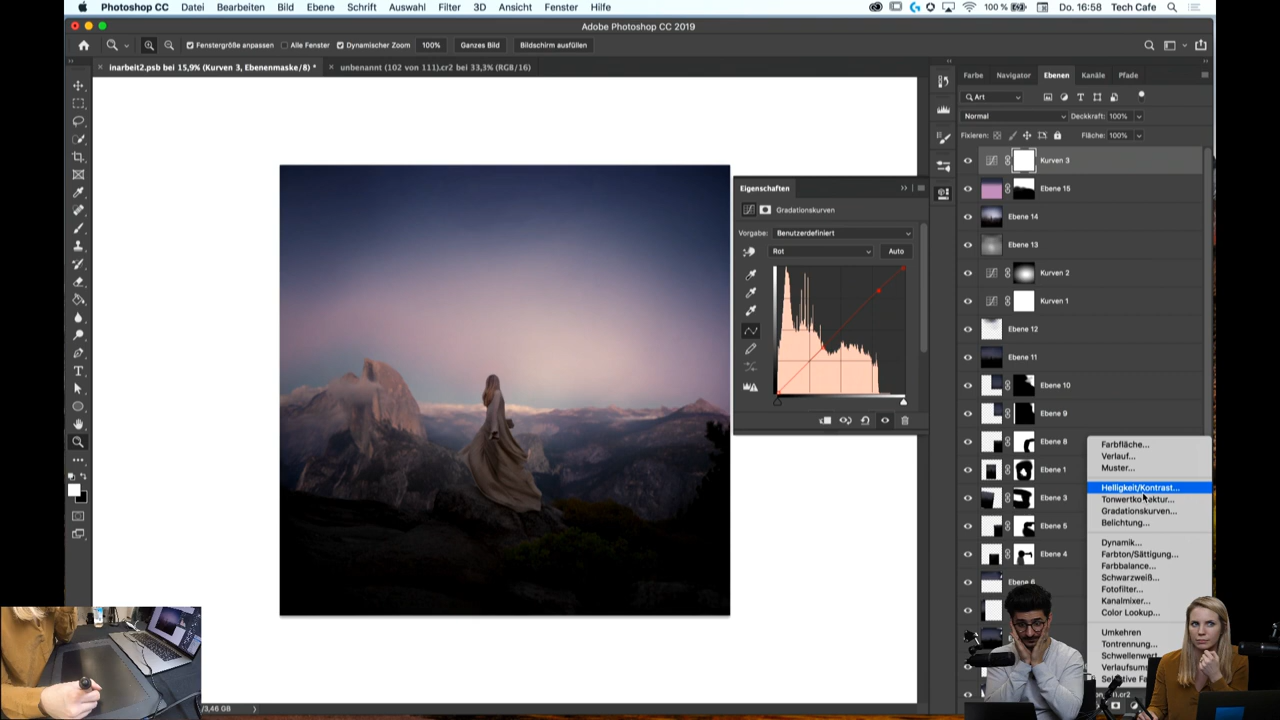 Photoshop CC Datei Bearbeiten Bild Ebene Schrift Auswahl Filter 3D Ansicht Fenster Hilfe 100 % Do. 16:58 Tech Cafe
Adobe Photoshop CC 2019
Fenstergröße anpassen Alle Fenster Dynamischer Zoom 100% Ganzes Bild Bildschirm ausfüllen
inarbeit2.psb bei 15,9% (Kurven 3, Ebenenmaske/8) * unbenannt (102 von 111).cr2 bei 33,3% (RGB/16)
Farbe Navigator Ebenen Kanäle Pfade
Art
Normal Deckkraft: 100%
Fixieren: Fläche: 100%
Kurven 3
Ebene 15
Ebene 14
Ebene 13
Kurven 2
Kurven 1
Ebene 12
Ebene 11
Ebene 10
Ebene 9
Ebene 8
Ebene 1
Ebene 3
Ebene 5
Ebene 4
Ebene 6
Eigenschaften
Gradationskurven
Vorgabe: Benutzerdefiniert
Rot Auto
Farbfläche...
Verlauf...
Muster...
Helligkeit/Kontrast...
Gradationskurven...
Belichtung...
Dynamik...
Farbton/Sättigung...
Farbbalance...
Schwarzweiß...
Fotofilter...
Kanalmixer...
Color Lookup...
Umkehren
Tontrennung...
Schwellenwert
Verlaufsums
Selektive Fa
3,46 GB